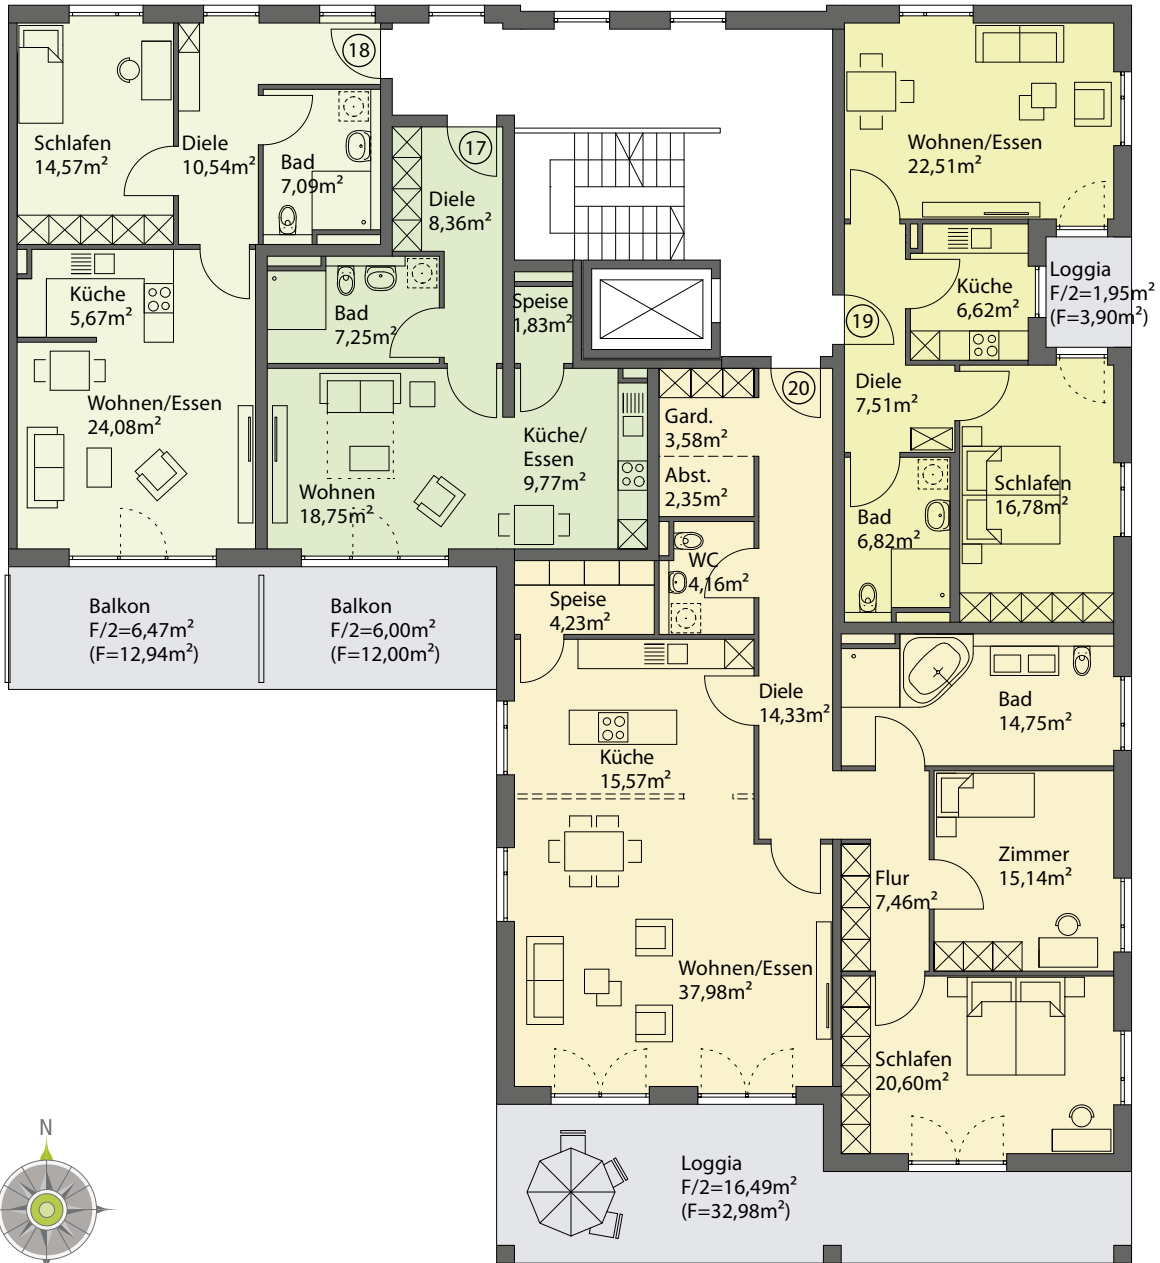 18
Schlafen
14,57m²
Diele
10,54m²
Bad
7,09m²
17
Diele
8,36m²
Wohnen/Essen
22,51m²
Küche
5,67m²
Bad
7,25m²
Speise
1,83m²
19
Küche
6,62m²
Loggia
F/2=1,95m²
(F=3,90m²)
Wohnen/Essen
24,08m²
Wohnen
18,75m²
Küche/
Essen
9,77m²
20
Gard.
3,58m²
Abst.
2,35m²
Diele
7,51m²
Schlafen
16,78m²
Bad
6,82m²
WC
4,16m²
Balkon
F/2=6,47m²
(F=12,94m²)
Balkon
F/2=6,00m²
(F=12,00m²)
Speise
4,23m²
Diele
14,33m²
Bad
14,75m²
Küche
15,57m²
Zimmer
15,14m²
Flur
7,46m²
Wohnen/Essen
37,98m²
Schlafen
20,60m²
Loggia
F/2=16,49m²
(F=32,98m²)
N